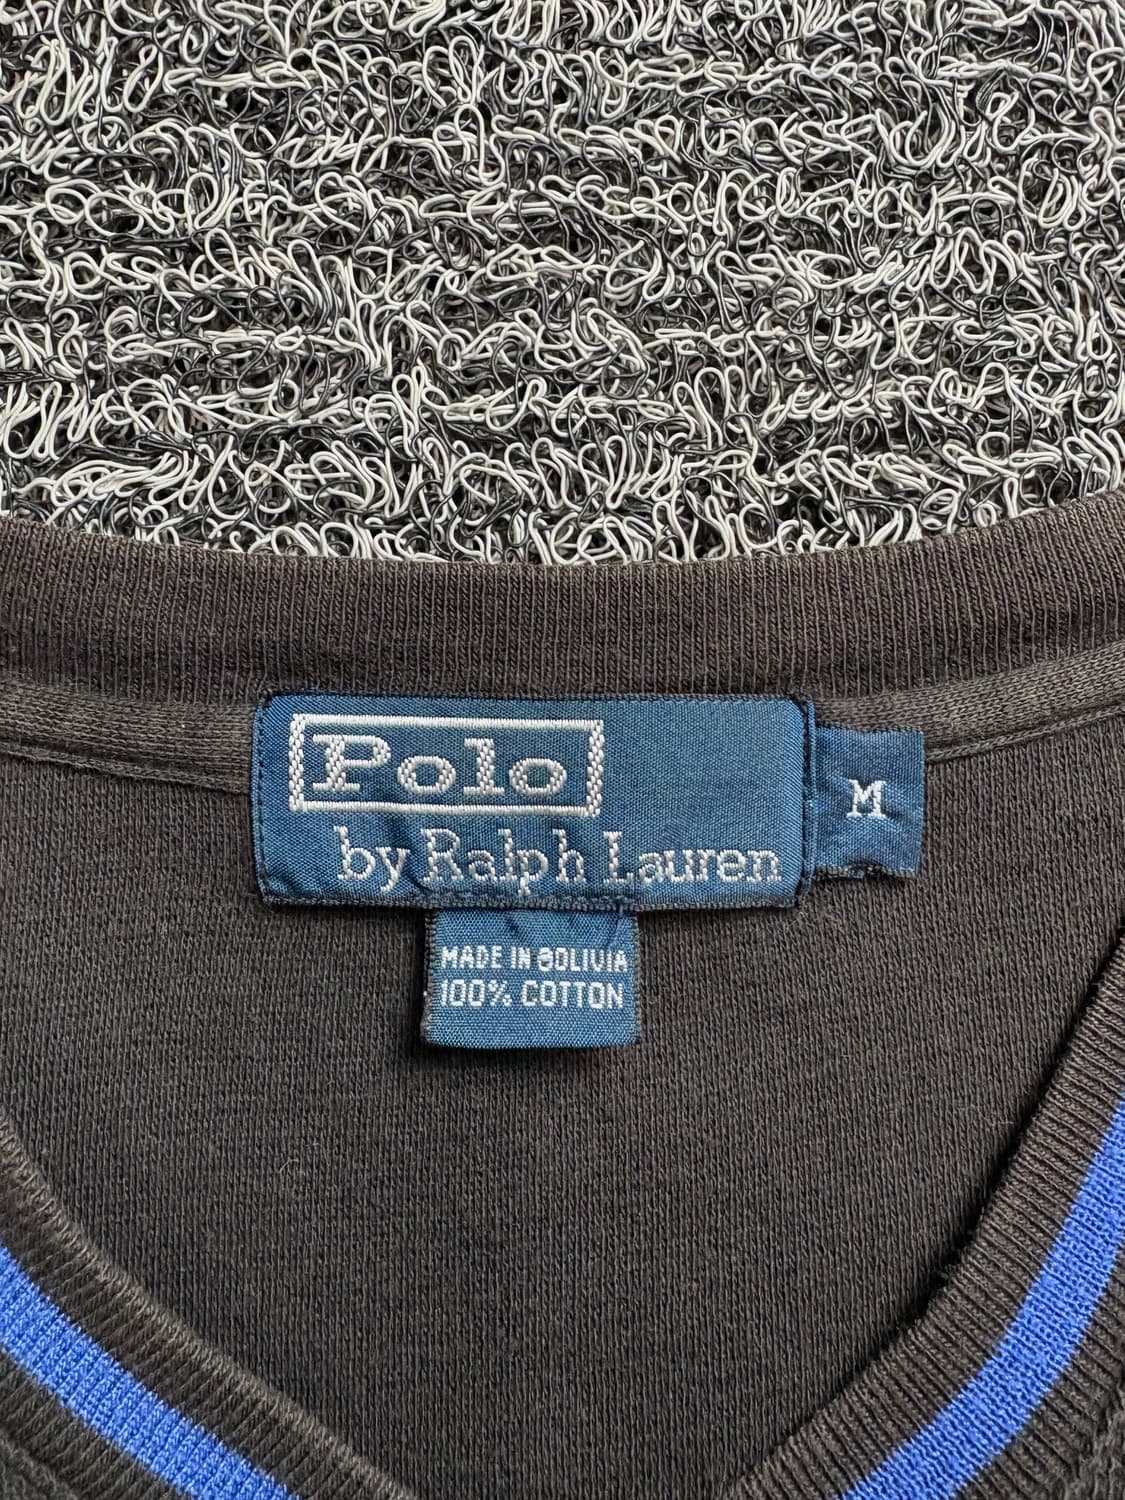 Polo
by Ralph Lauren
M
MADE IN BOLIVIA
100% COTTON